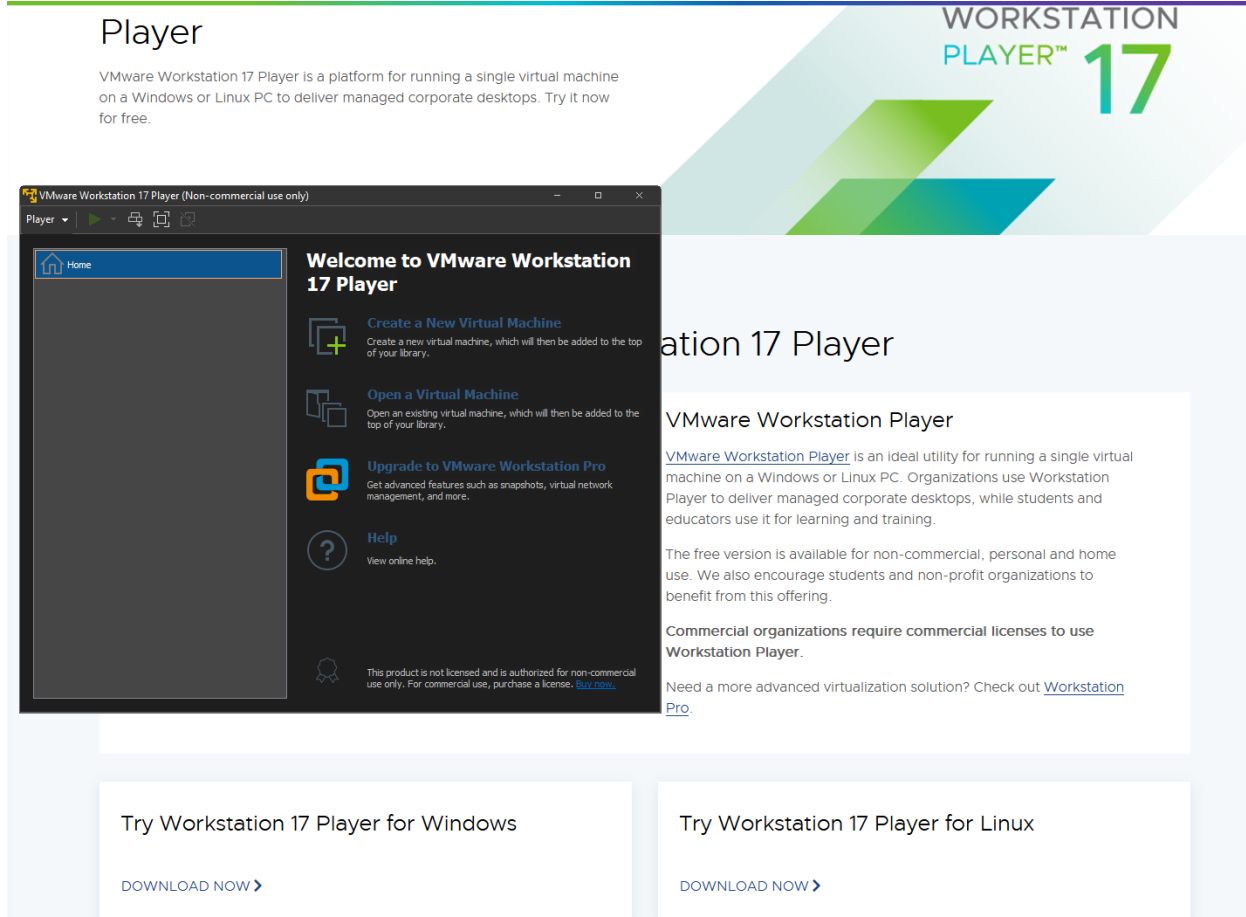 Player
VMware Workstation 17 Player is a platform for running a single virtual machine
on a Windows or Linux PC to deliver managed corporate desktops. Try it now
for free.
WORKSTATION
PLAYER™ 17
VMware Workstation 17 Player (Non-commercial use only)
Player
Home
Welcome to VMware Workstation
17 Player
Create a New Virtual Machine
Create a new virtual machine, which will then be added to the top
of your library.
Open a Virtual Machine
Open an existing virtual machine, which will then be added to the
top of your library.
Upgrade to VMware Workstation Pro
Get advanced features such as snapshots, virtual network
management, and more.
Help
View online help.
This product is not licensed and is authorized for non-commercial
use only. For commercial use, purchase a license. Buy now.
ation 17 Player
VMware Workstation Player
VMware Workstation Player is an ideal utility for running a single virtual
machine on a Windows or Linux PC. Organizations use Workstation
Player to deliver managed corporate desktops, while students and
educators use it for learning and training.
The free version is available for non-commercial, personal and home
use. We also encourage students and non-profit organizations to
benefit from this offering.
Commercial organizations require commercial licenses to use
Workstation Player.
Need a more advanced virtualization solution? Check out Workstation
Pro.
Try Workstation 17 Player for Windows
DOWNLOAD NOW
Try Workstation 17 Player for Linux
DOWNLOAD NOW